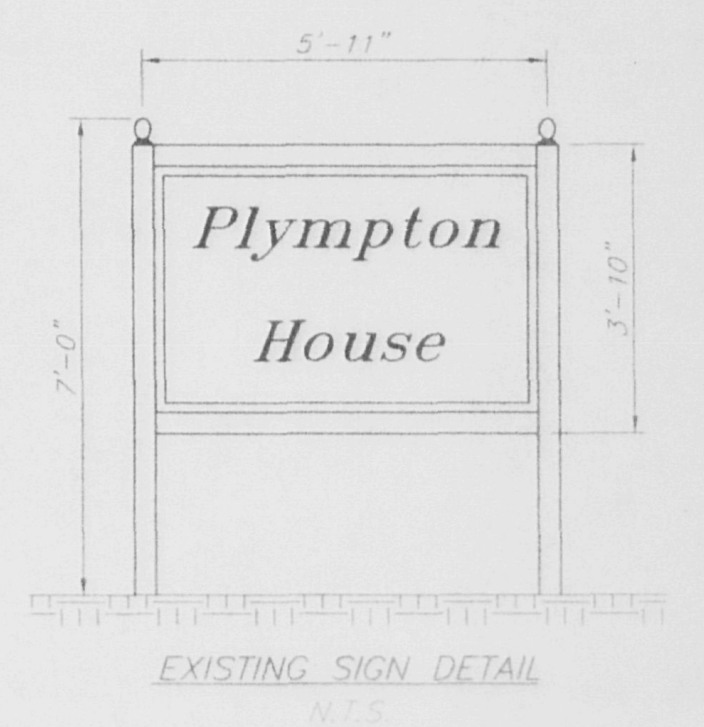 5'-11"
Plympton
House
7'-0"
3'-10"
EXISTING SIGN DETAIL
N.T.S.